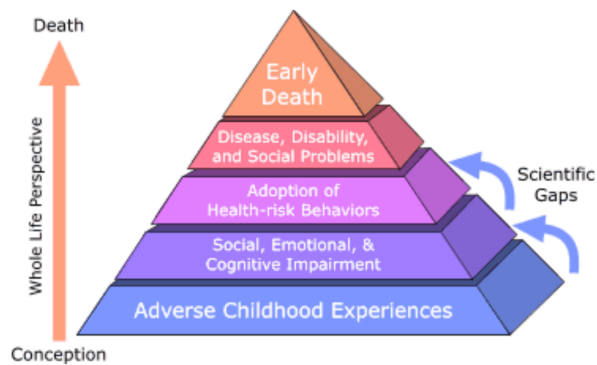 Death
Whole Life Perspective
Conception
Early
Death
Disease, Disability,
and Social Problems
Adoption of
Health-risk Behaviors
Social, Emotional, &
Cognitive Impairment
Adverse Childhood Experiences
Scientific
Gaps